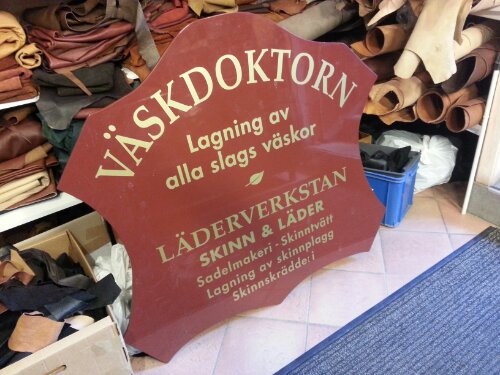 VÄSKDOKTORN
Lagning av
alla slags väskor
LÄDERVERKSTAN
SKINN & LÄDER
Sadelmakeri - Skinntvätt
Lagning av skinnplagg
Skinnskrädderi